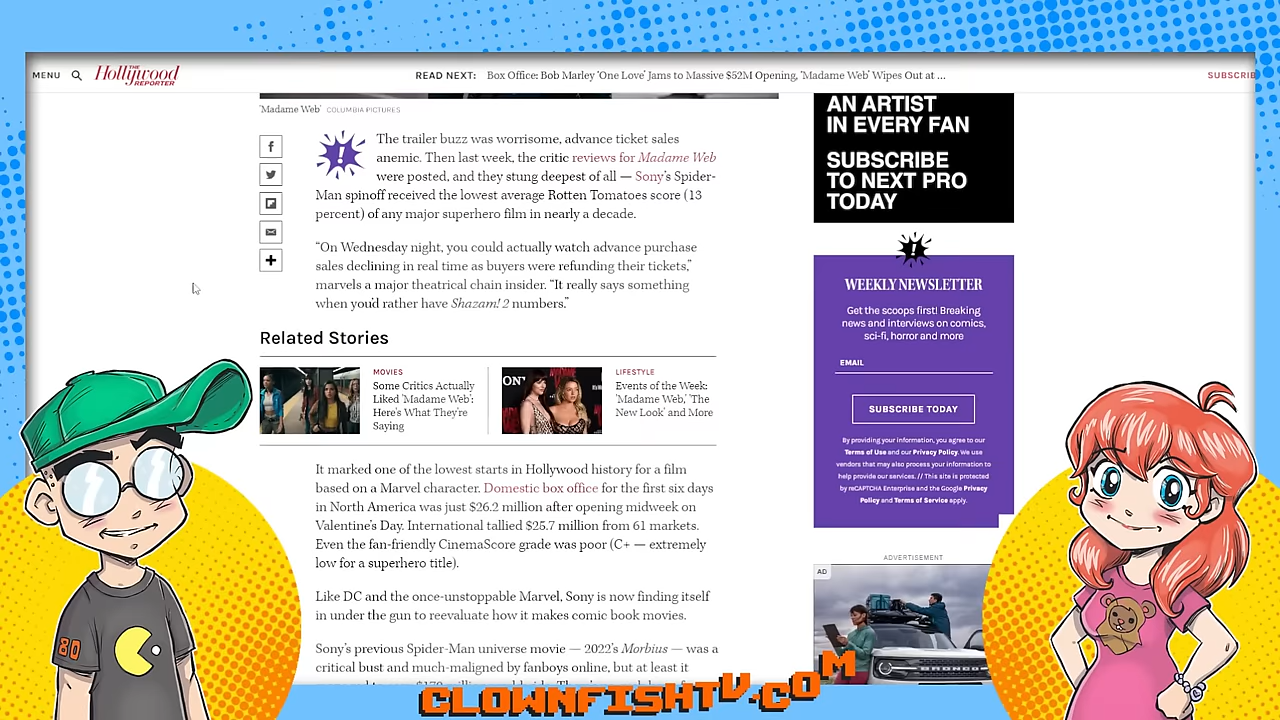 MENU
THE
Hollywood
REPORTER
READ NEXT: Box Office: Bob Marley 'One Love' Jams to Massive $52M Opening, 'Madame Web' Wipes Out at ...
SUBSCRIB
'Madame Web' COLUMBIA PICTURES
The trailer buzz was worrisome, advance ticket sales
anemic. Then last week, the critic reviews for Madame Web
were posted, and they stung deepest of all — Sony's Spider-
Man spinoff received the lowest average Rotten Tomatoes score (13
percent) of any major superhero film in nearly a decade.
“On Wednesday night, you could actually watch advance purchase
sales declining in real time as buyers were refunding their tickets,”
marvels a major theatrical chain insider. “It really says something
when you'd rather have Shazam! 2 numbers.”
Related Stories
MOVIES
Some Critics Actually
Liked 'Madame Web':
Here's What They're
Saying
LIFESTYLE
Events of the Week:
'Madame Web,' 'The
New Look' and More
It marked one of the lowest starts in Hollywood history for a film
based on a Marvel character. Domestic box office for the first six days
in North America was just $26.2 million after opening midweek on
Valentine's Day. International tallied $25.7 million from 61 markets.
Even the fan-friendly CinemaScore grade was poor (C+ — extremely
low for a superhero title).
Like DC and the once-unstoppable Marvel, Sony is now finding itself
in under the gun to reevaluate how it makes comic book movies.
Sony's previous Spider-Man universe movie — 2022's Morbius — was a
critical bust and much-maligned by fanboys online, but at least it
AN ARTIST
IN EVERY FAN
SUBSCRIBE
TO NEXT PRO
TODAY
WEEKLY NEWSLETTER
Get the scoops first! Breaking
news and interviews on comics,
sci-fi, horror and more
EMAIL
SUBSCRIBE TODAY
By providing your information, you agree to our
Terms of Use and our Privacy Policy. We use
vendors that may also process your information to
help provide our services. // This site is protected
by reCAPTCHA Enterprise and the Google Privacy
Policy and Terms of Service apply.
ADVERTISEMENT
AD
80
CLOWNFISHTV.COM